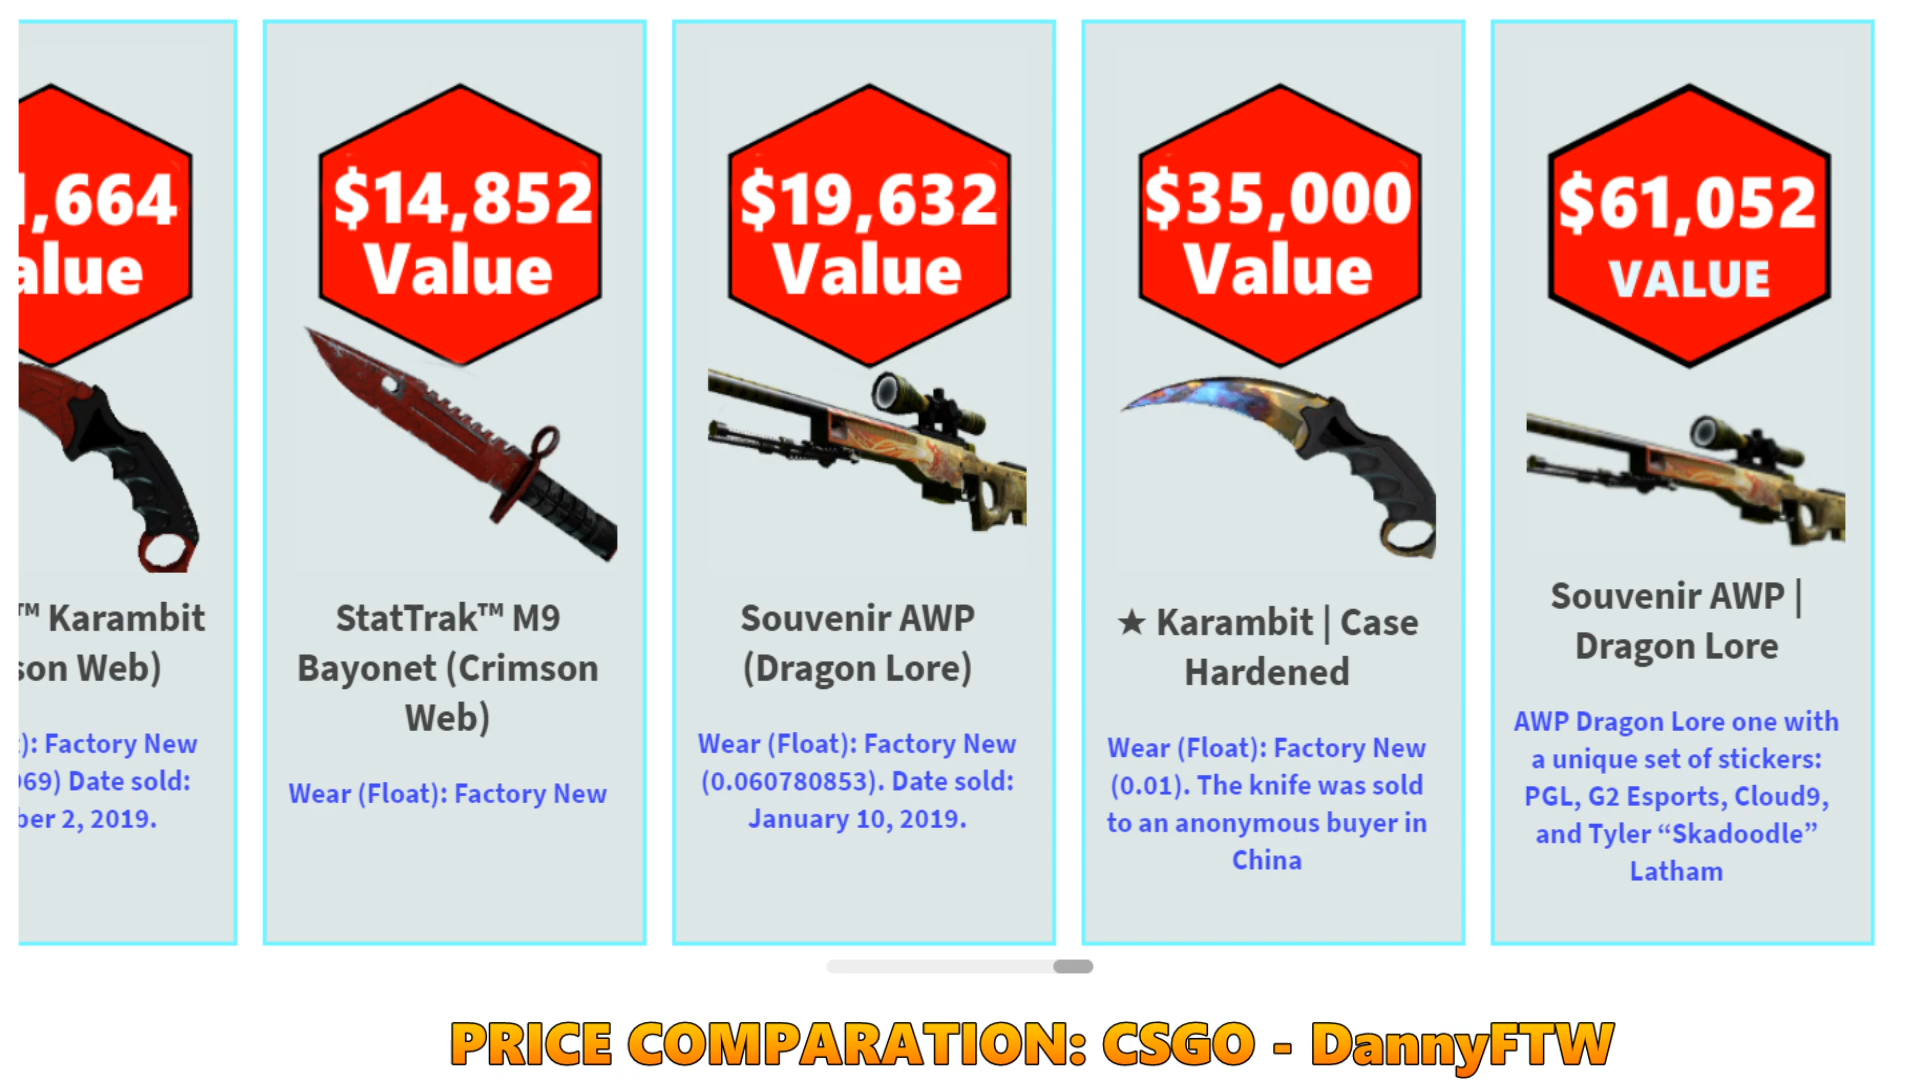 ,664
alue
™ Karambit
son Web)
): Factory New
69) Date sold:
ber 2, 2019.
$14,852
Value
StatTrak™ M9
Bayonet (Crimson
Web)
Wear (Float): Factory New
$19,632
Value
Souvenir AWP
(Dragon Lore)
Wear (Float): Factory New
(0.060780853). Date sold:
January 10, 2019.
$35,000
Value
★ Karambit | Case
Hardened
Wear (Float): Factory New
(0.01). The knife was sold
to an anonymous buyer in
China
$61,052
VALUE
Souvenir AWP |
Dragon Lore
AWP Dragon Lore one with
a unique set of stickers:
PGL, G2 Esports, Cloud9,
and Tyler “Skadoodle”
Latham
PRICE COMPARATION: CSGO - DannyFTW